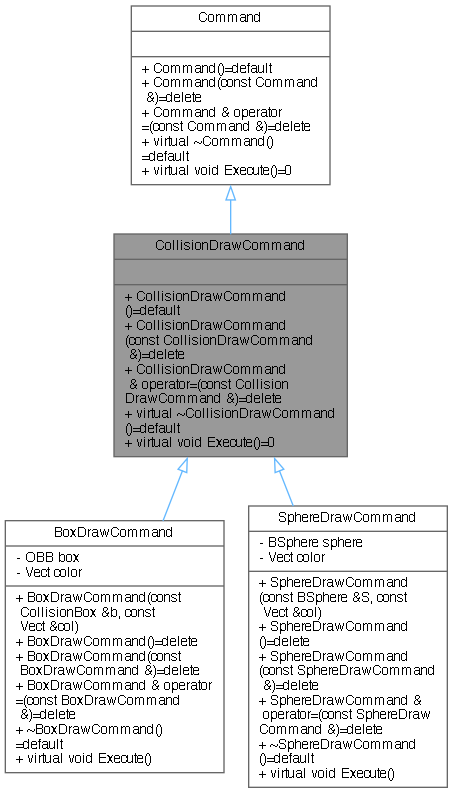 Command
+ Command()=default
+ Command(const Command
&)=delete
+ Command & operator
=(const Command &)=delete
+ virtual ~Command()
=default
+ virtual void Execute()=0
CollisionDrawCommand
+ CollisionDrawCommand
()=default
+ CollisionDrawCommand
(const CollisionDrawCommand
&)=delete
+ CollisionDrawCommand
& operator=(const Collision
DrawCommand &)=delete
+ virtual ~CollisionDrawCommand
()=default
+ virtual void Execute()=0
BoxDrawCommand
- OBB box
- Vect color
+ BoxDrawCommand(const
CollisionBox &b, const
Vect &col)
+ BoxDrawCommand()=delete
+ BoxDrawCommand(const
BoxDrawCommand &)=delete
+ BoxDrawCommand & operator
=(const BoxDrawCommand
&)=delete
+ ~BoxDrawCommand()
=default
+ virtual void Execute()
SphereDrawCommand
- BSphere sphere
- Vect color
+ SphereDrawCommand
(const BSphere &S, const
Vect &col)
+ SphereDrawCommand
()=delete
+ SphereDrawCommand
(const SphereDrawCommand
&)=delete
+ SphereDrawCommand &
operator=(const SphereDraw
Command &)=delete
+ ~SphereDrawCommand
()=default
+ virtual void Execute()